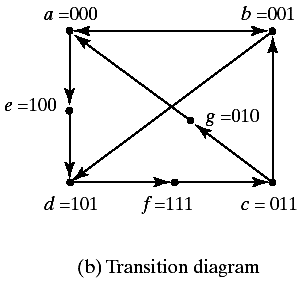 a =000 b =001
e =100 g =010
d =101 f =111 c = 011
(b) Transition diagram